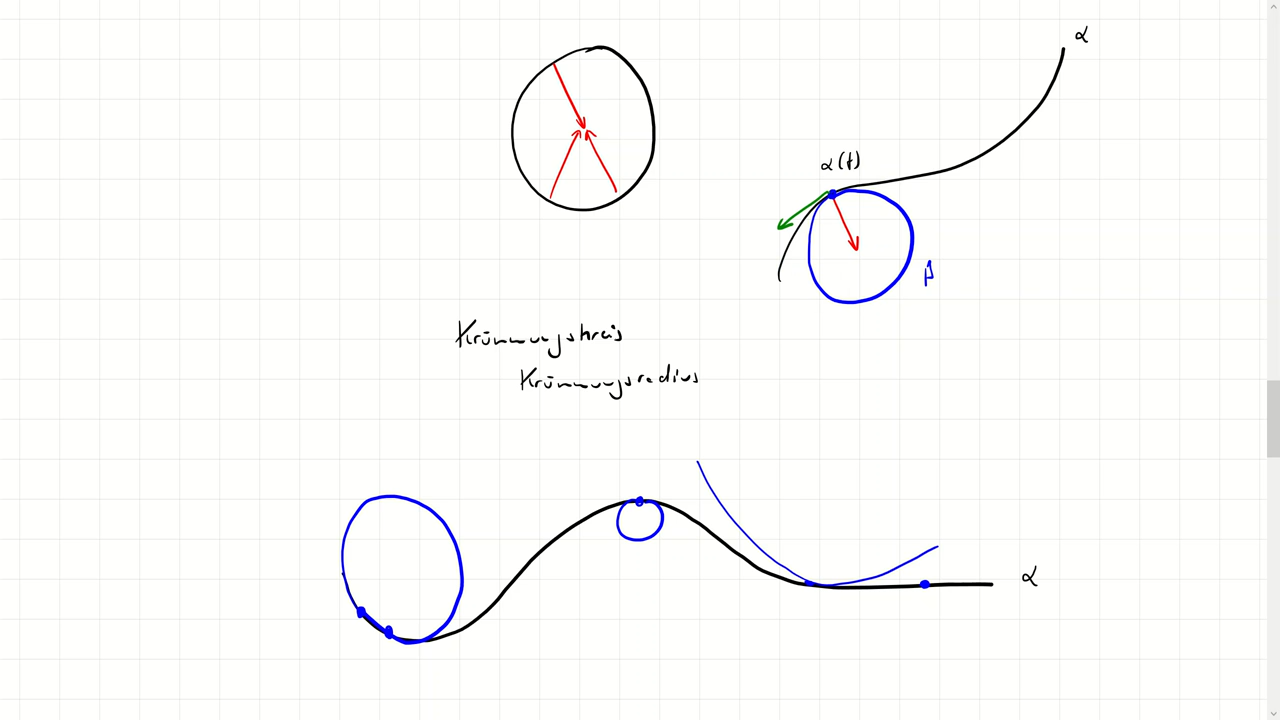 α
α(t)
β
Krümmungskreis
Krümmungsradius
α